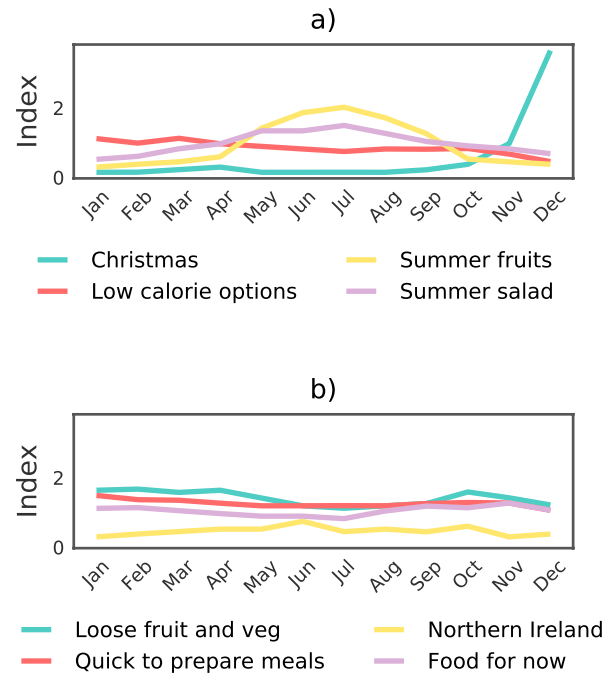 a)
Index
2
0
Jan Feb Mar Apr May Jun Jul Aug Sep Oct Nov Dec
Christmas Summer fruits
Low calorie options Summer salad
b)
Index
2
0
Jan Feb Mar Apr May Jun Jul Aug Sep Oct Nov Dec
Loose fruit and veg Northern Ireland
Quick to prepare meals Food for now